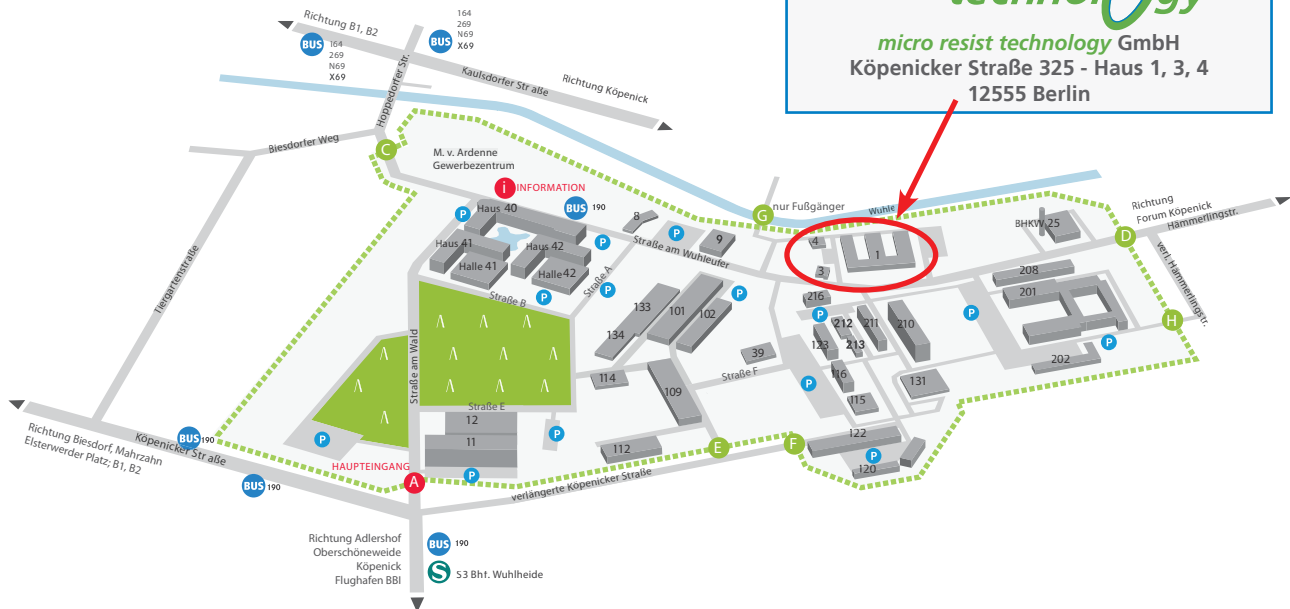 technology
micro resist technology GmbH
Köpenicker Straße 325 - Haus 1, 3, 4
12555 Berlin
164
269
N69
X69
BUS
Richtung B1, B2
BUS
164
269
N69
X69
Kaulsdorfer Straße
Richtung Köpenick
Hoppedorfer Str.
Biesdorfer Weg
C
M. v. Ardenne
Gewerbezentrum
i
INFORMATION
P
Haus 40
BUS 190
8
P
9
G
nur Fußgänger
Wuhle
4
1
3
BHKW 25
Richtung
Forum Köpenick
Hämmerlingstr.
D
verl. Hämmerlingstr.
H
Haus 41
Haus 42
Halle 41
Halle 42
P
P
Straße am Wuhleufer
Straße A
Straße B
Tiergartenstraße
Straße am Wald
133
101
102
134
P
216
P
212
213
123
211
210
P
208
201
202
P
39
Straße F
116
115
131
P
114
109
112
Straße E
12
11
P
P
P
HAUPTEINGANG
A
E
F
122
P
120
verlängerte Köpenicker Straße
Köpenicker Straße
BUS 190
Richtung Biesdorf, Mahrzahn
Elsterwerder Platz; B1, B2
BUS 190
Richtung Adlershof
Oberschöneweide
Köpenick
Flughafen BBI
BUS 190
S
S3 Bht. Wuhlheide